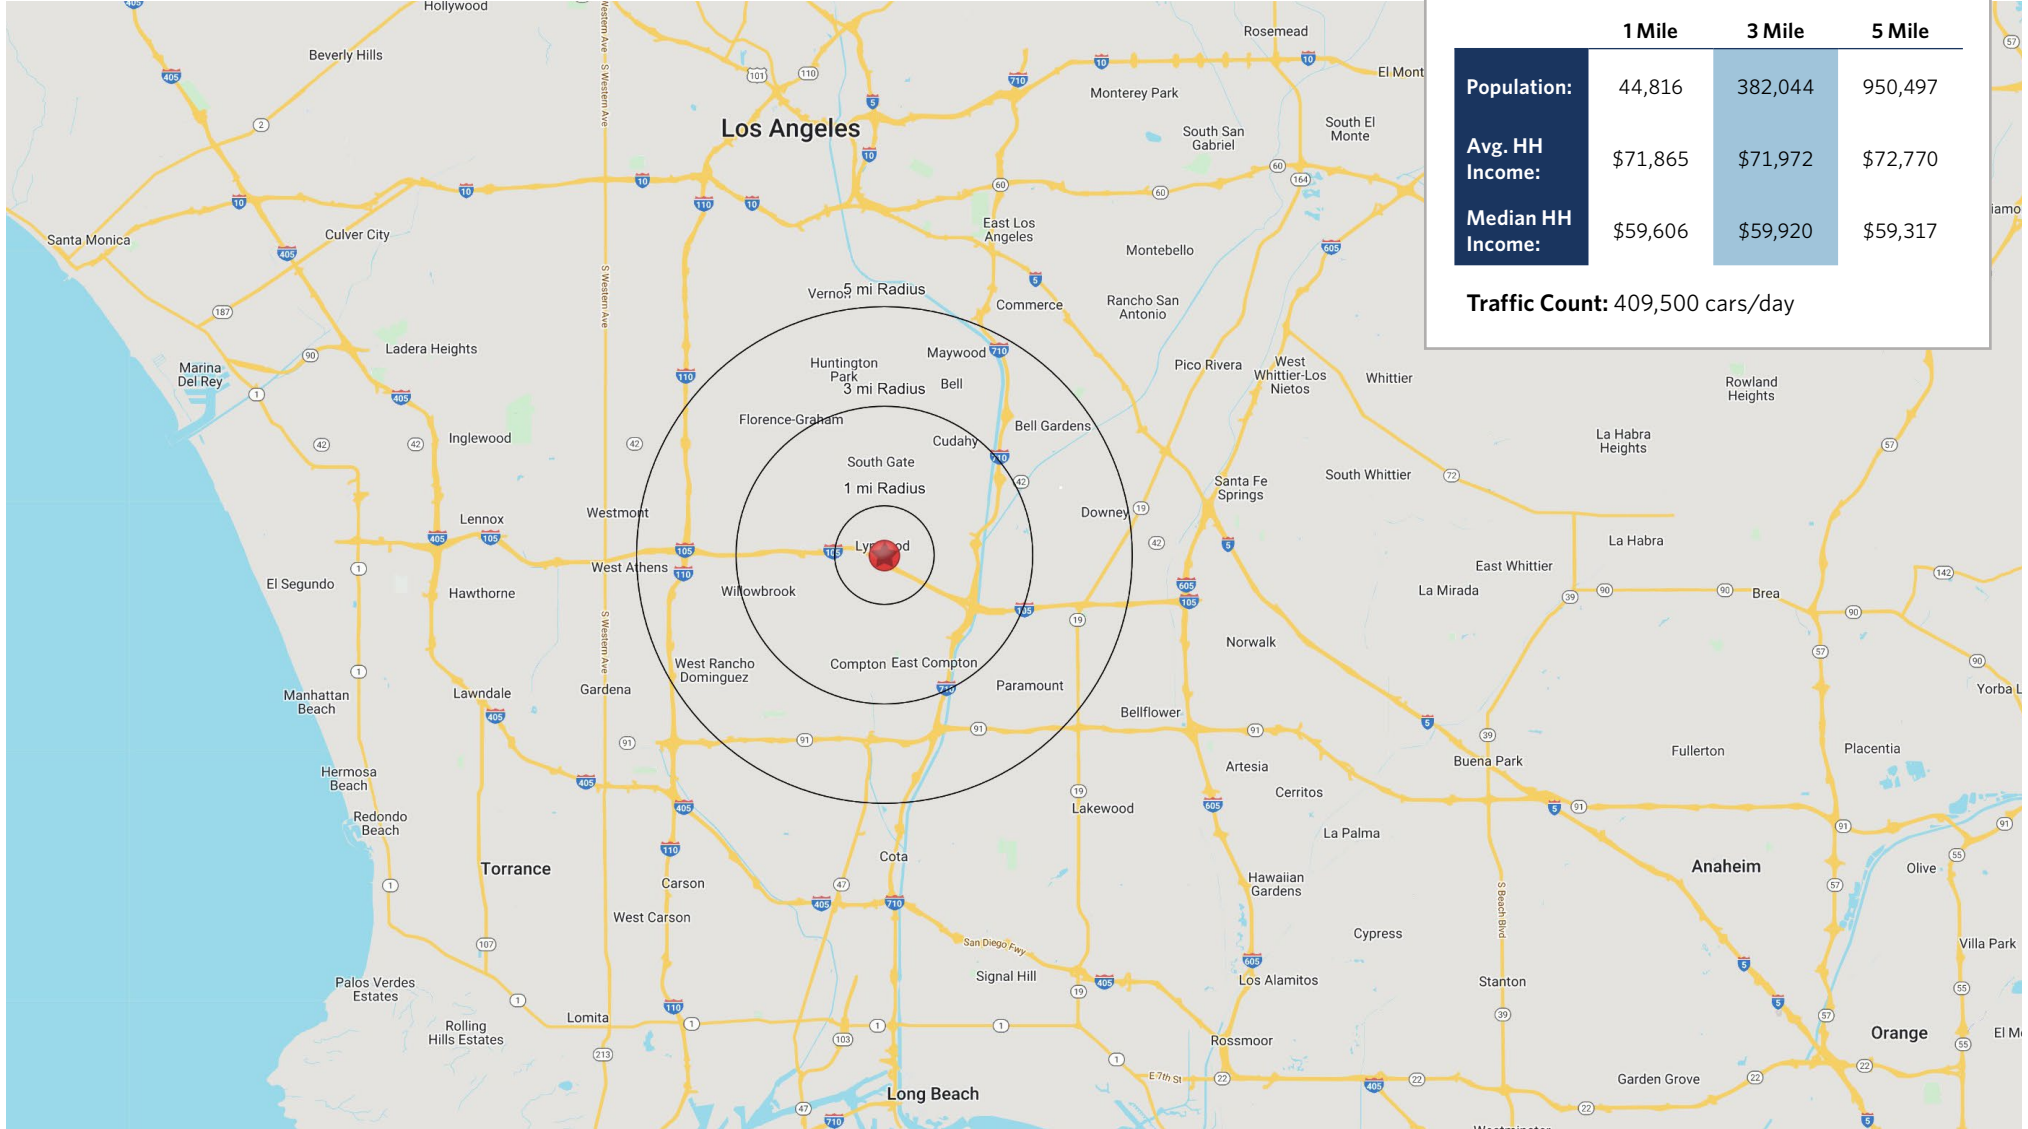 Hollywood
Beverly Hills
Los Angeles
Rosemead
El Mont
Monterey Park
South San
Gabriel
South El
Monte
1 Mile 3 Mile 5 Mile
Population: 44,816 382,044 950,497
Avg. HH
Income: $71,865 $71,972 $72,770
Median HH
Income: $59,606 $59,920 $59,317
Traffic Count: 409,500 cars/day
Santa Monica
Culver City
East Los
Angeles
Montebello
Vernon
5 mi Radius
Commerce
Rancho San
Antonio
Ladera Heights
Marina
Del Rey
Huntington
Park
3 mi Radius
Maywood
Bell
Pico Rivera
West
Whittier-Los
Nietos
Whittier
Rowland
Heights
Florence-Graham
Inglewood
Cudahy
Bell Gardens
La Habra
Heights
South Gate
1 mi Radius
South Whittier
Santa Fe
Springs
Lennox
Westmont
Downey
La Habra
El Segundo
Hawthorne
West Athens
Willowbrook
East Whittier
La Mirada
Brea
Norwalk
Manhattan
Beach
Lawndale
Gardena
West Rancho
Dominguez
Compton
East Compton
Paramount
Bellflower
Yorba L
Hermosa
Beach
Artesia
Cerritos
Buena Park
Fullerton
Placentia
Redondo
Beach
Lakewood
La Palma
Torrance
Cota
Carson
West Carson
Hawaiian
Gardens
Anaheim
Olive
Cypress
San Diego Fwy
Signal Hill
Los Alamitos
Stanton
Villa Park
Palos Verdes
Estates
Rolling
Hills Estates
Lomita
Rossmoor
Orange
El Mo
Long Beach
E 7th St
Garden Grove
S Western Ave
S Western Ave
S Western Ave
S Beach Blvd